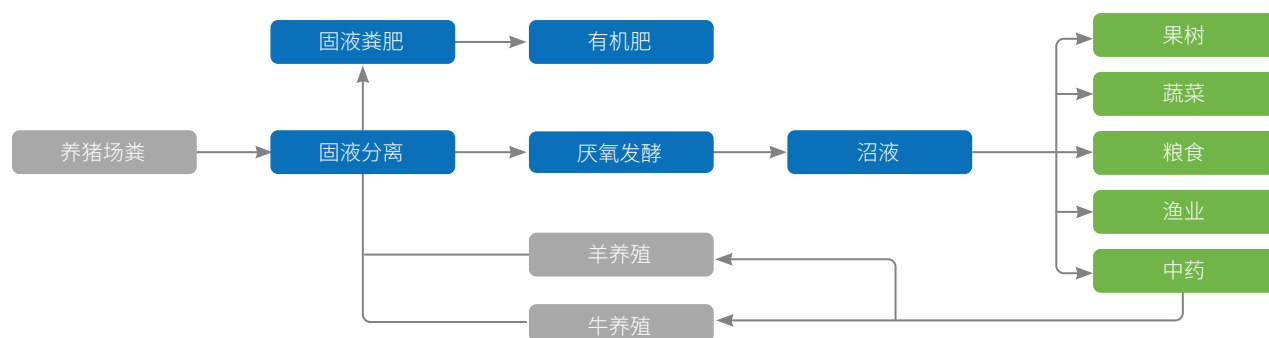 固液粪肥
有机肥
果树
蔬菜
养猪场粪
固液分离
厌氧发酵
沼液
粮食
渔业
羊养殖
中药
牛养殖